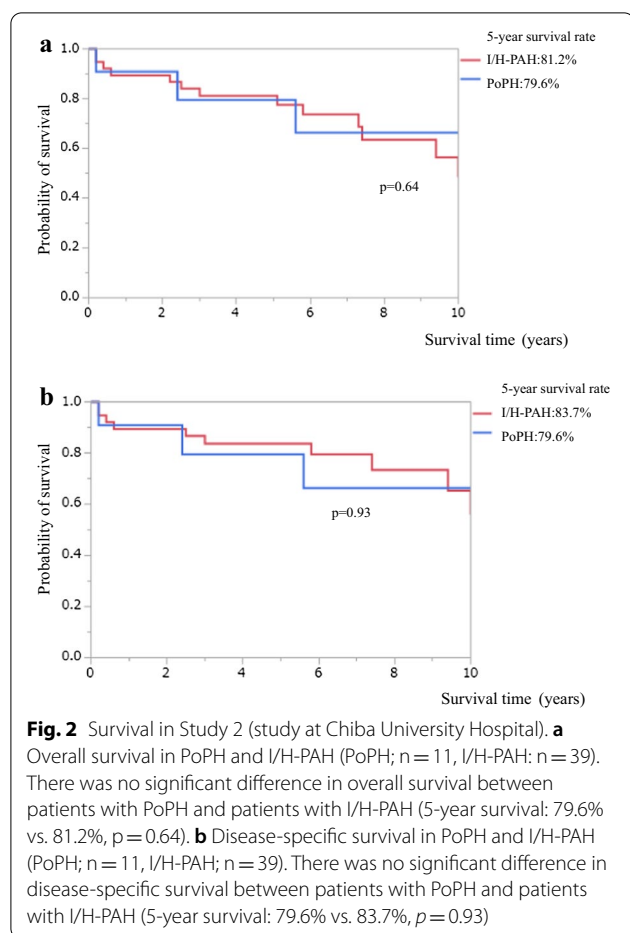 a
5-year survival rate
I/H-PAH:81.2%
PoPH:79.6%
Probability of survival
1.0
0.8
0.6
0.4
0.2
0.0
p=0.64
0 2 4 6 8 10
Survival time (years)
b
5-year survival rate
I/H-PAH:83.7%
PoPH:79.6%
Probability of survival
1.0
0.8
0.6
0.4
0.2
0.0
p=0.93
0 2 4 6 8 10
Survival time (years)
Fig. 2 Survival in Study 2 (study at Chiba University Hospital). a
Overall survival in PoPH and I/H-PAH (PoPH; n = 11, I/H-PAH: n = 39).
There was no significant difference in overall survival between
patients with PoPH and patients with I/H-PAH (5-year survival: 79.6%
vs. 81.2%, p = 0.64). b Disease-specific survival in PoPH and I/H-PAH
(PoPH; n = 11, I/H-PAH; n = 39). There was no significant difference in
disease-specific survival between patients with PoPH and patients
with I/H-PAH (5-year survival: 79.6% vs. 83.7%, p = 0.93)